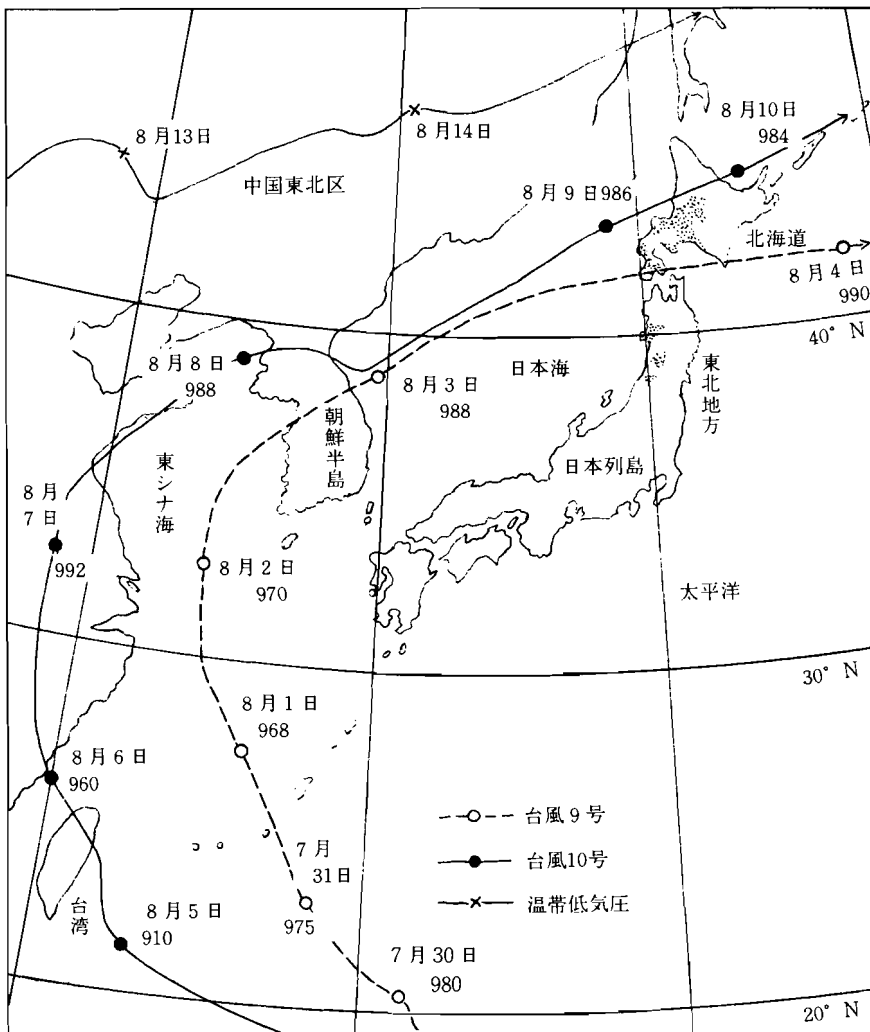 8月13日
8月14日
8月10日
984
中国東北区
8月9日986
北海道
8月4日
990
40° N
8月8日
988
8月3日
988
日本海
東北地方
朝鮮半島
日本列島
東シナ海
8月
7日
992
8月2日
970
太平洋
30° N
8月1日
968
8月6日
960
台風9号
7月
31日
975
台風10号
台湾
8月5日
910
温帯低気圧
7月30日
980
20° N